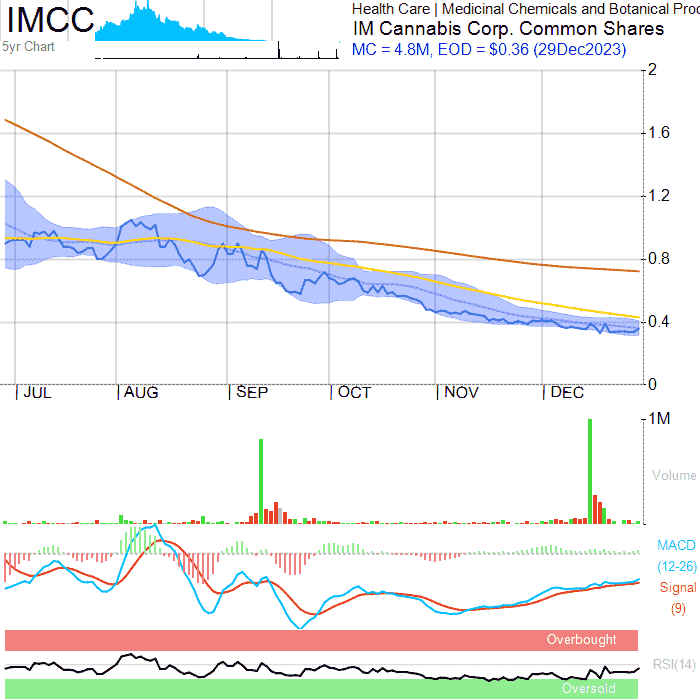 IMCC
Health Care | Medicinal Chemicals and Botanical Pro
IM Cannabis Corp. Common Shares
5yr Chart
MC = 4.8M, EOD = $0.36 (29Dec2023)
2
1.6
1.2
0.8
0.4
0
JUL
AUG
SEP
OCT
NOV
DEC
1M
Volume
MACD
(12-26)
Signal
(9)
Overbought
RSI(14)
Oversold